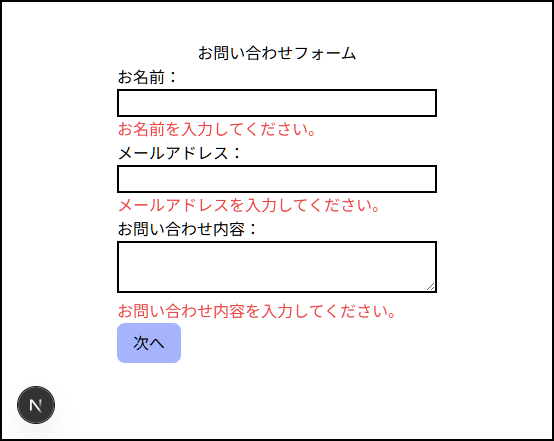 お問い合わせフォーム
お名前：
お名前を入力してください。
メールアドレス：
メールアドレスを入力してください。
お問い合わせ内容：
お問い合わせ内容を入力してください。
次へ
N